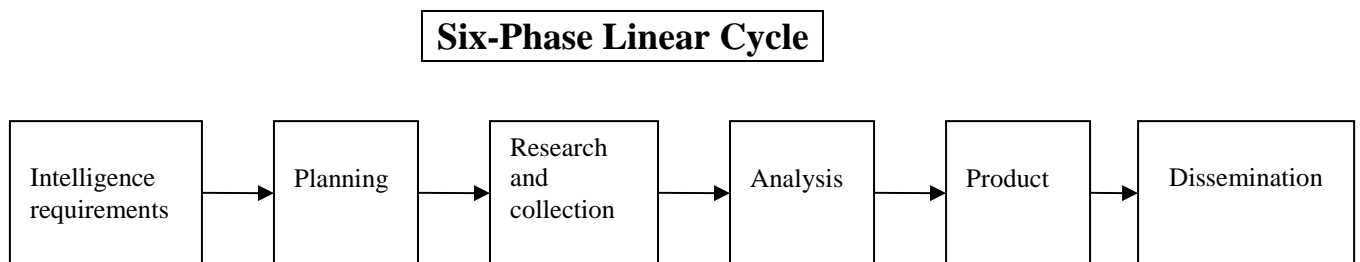 Six-Phase Linear Cycle
Intelligence
requirements
Planning
Research
and
collection
Analysis
Product
Dissemination